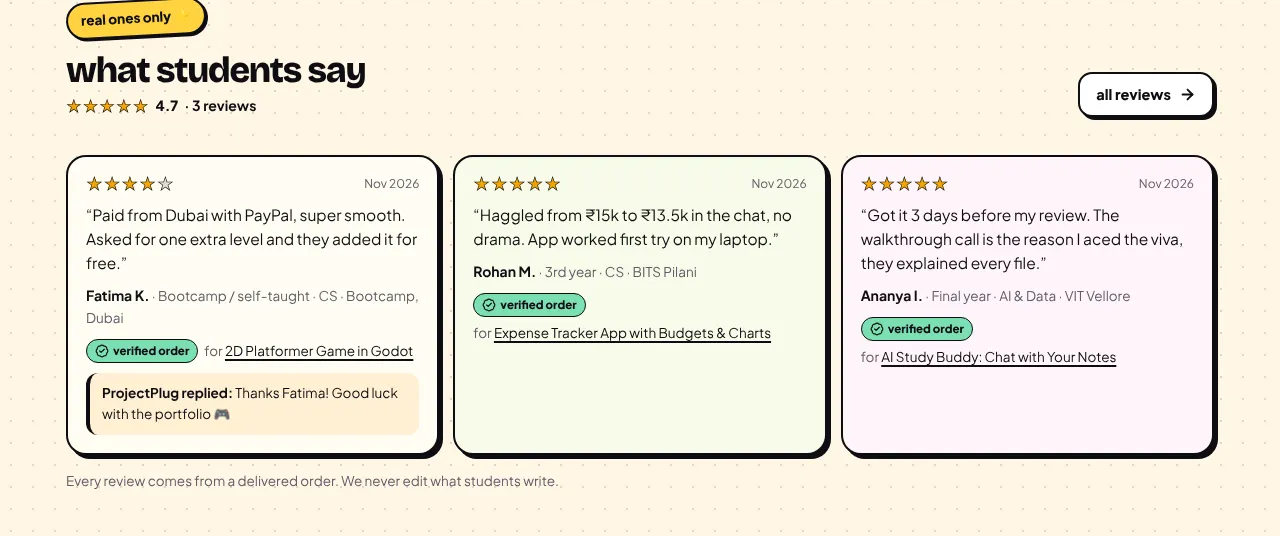 real ones only
what students say
4.7 · 3 reviews
all reviews →
Nov 2026
“Paid from Dubai with PayPal, super smooth.
Asked for one extra level and they added it for
free.”
Fatima K. · Bootcamp / self-taught · CS · Bootcamp,
Dubai
verified order for 2D Platformer Game in Godot
ProjectPlug replied: Thanks Fatima! Good luck
with the portfolio 🎮
Nov 2026
“Haggled from ₹15k to ₹13.5k in the chat, no
drama. App worked first try on my laptop.”
Rohan M. · 3rd year · CS · BITS Pilani
verified order
for Expense Tracker App with Budgets & Charts
Nov 2026
“Got it 3 days before my review. The
walkthrough call is the reason I aced the viva,
they explained every file.”
Ananya I. · Final year · AI & Data · VIT Vellore
verified order
for AI Study Buddy: Chat with Your Notes
Every review comes from a delivered order. We never edit what students write.